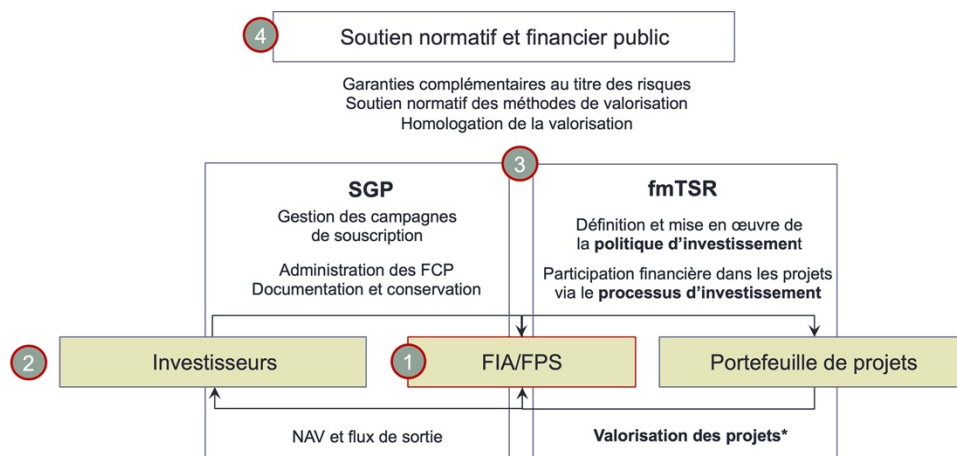 4
Soutien normatif et financier public
Garanties complémentaires au titre des risques
Soutien normatif des méthodes de valorisation
Homologation de la valorisation
3
SGP
Gestion des campagnes
de souscription
Administration des FCP
Documentation et conservation
fmTSR
Définition et mise en œuvre de
la politique d'investissement
Participation financière dans les projets
via le processus d'investissement
2
Investisseurs
1
FIA/FPS
Portefeuille de projets
NAV et flux de sortie
Valorisation des projets*